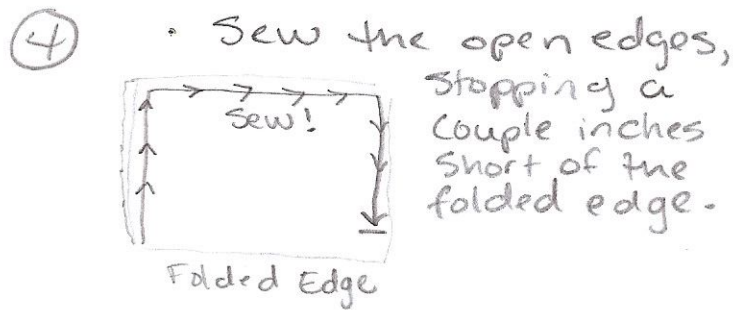 4
· Sew the open edges,
stopping a
couple inches
short of the
folded edge.
Sew!
Folded Edge